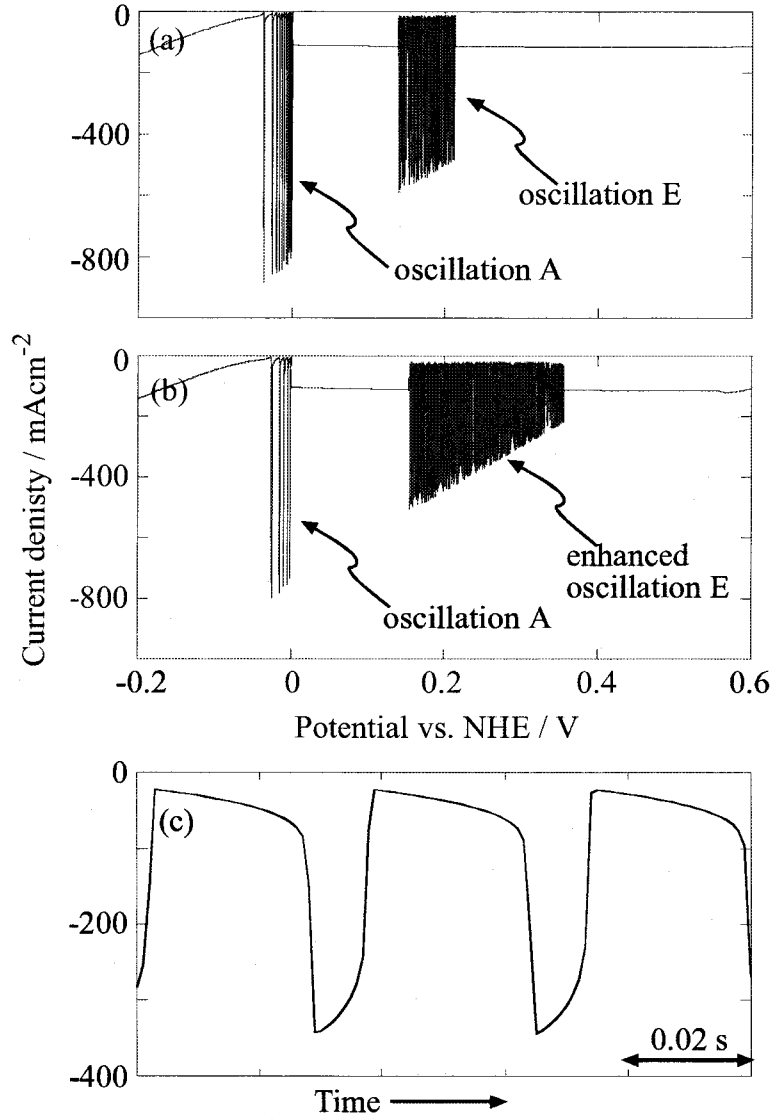 0
(a)
-400
-800
oscillation E
oscillation A
0
(b)
-400
-800
enhanced
oscillation E
oscillation A
-0.2 0 0.2 0.4 0.6
Potential vs. NHE / V
Current denisty / mAcm⁻²
0
(c)
-200
-400
0.02 s
Time